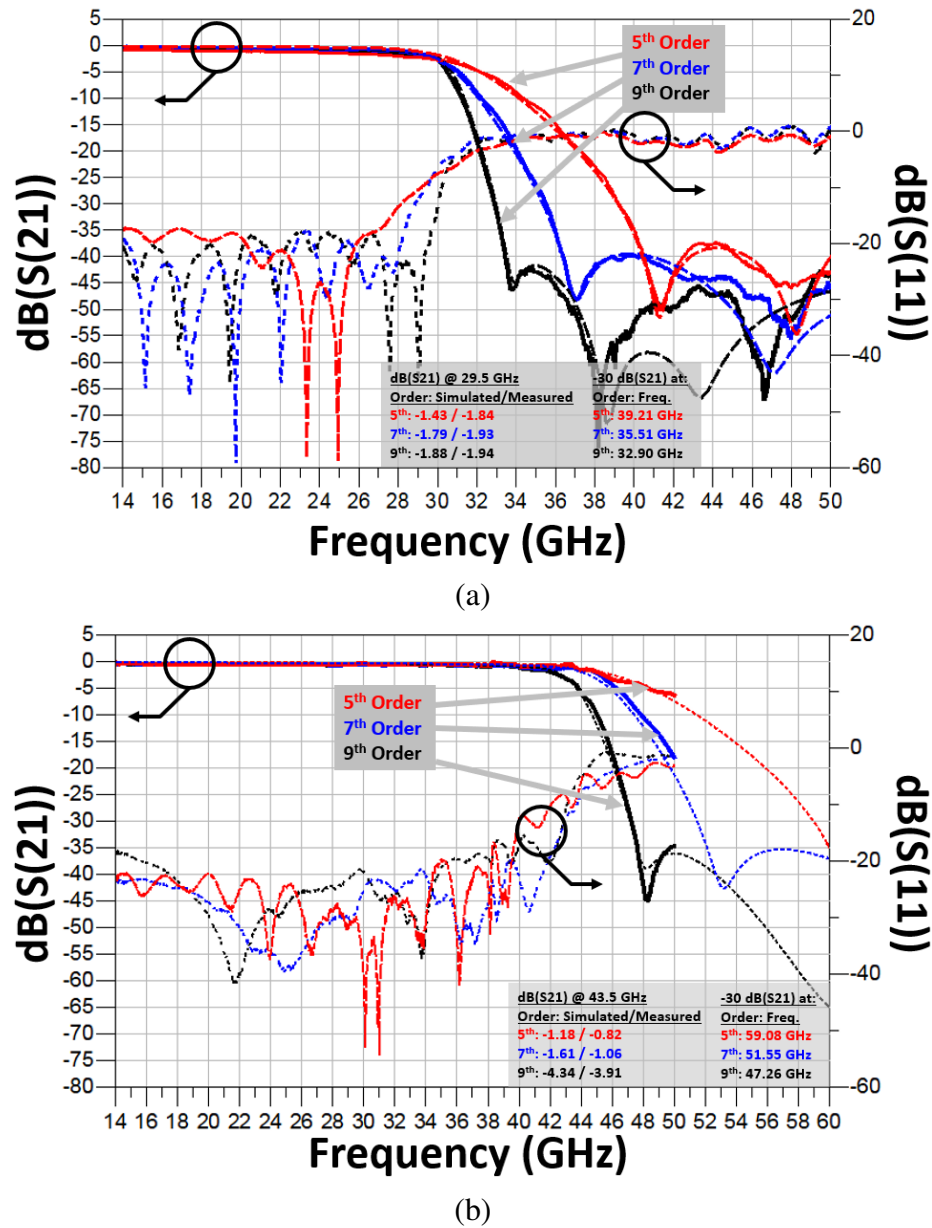 5
0
-5
-10
-15
-20
-25
-30
-35
-40
-45
-50
-55
-60
-65
-70
-75
-80
dB(S(21))
20
0
-20
-40
-60
dB(S(11))
5th Order
7th Order
9th Order
dB(S21) @ 29.5 GHz -30 dB(S21) at:
Order: Simulated/Measured Order: Freq.
5th: -1.43 / -1.84 5th: 39.21 GHz
7th: -1.79 / -1.93 7th: 35.51 GHz
9th: -1.88 / -1.94 9th: 32.90 GHz
14 16 18 20 22 24 26 28 30 32 34 36 38 40 42 44 46 48 50
Frequency (GHz)
(a)
5
0
-5
-10
-15
-20
-25
-30
-35
-40
-45
-50
-55
-60
-65
-70
-75
-80
dB(S(21))
20
0
-20
-40
-60
dB(S(11))
5th Order
7th Order
9th Order
dB(S21) @ 43.5 GHz -30 dB(S21) at:
Order: Simulated/Measured Order: Freq.
5th: -1.18 / -0.82 5th: 59.08 GHz
7th: -1.61 / -1.06 7th: 51.55 GHz
9th: -4.34 / -3.91 9th: 47.26 GHz
14 16 18 20 22 24 26 28 30 32 34 36 38 40 42 44 46 48 50 52 54 56 58 60
Frequency (GHz)
(b)